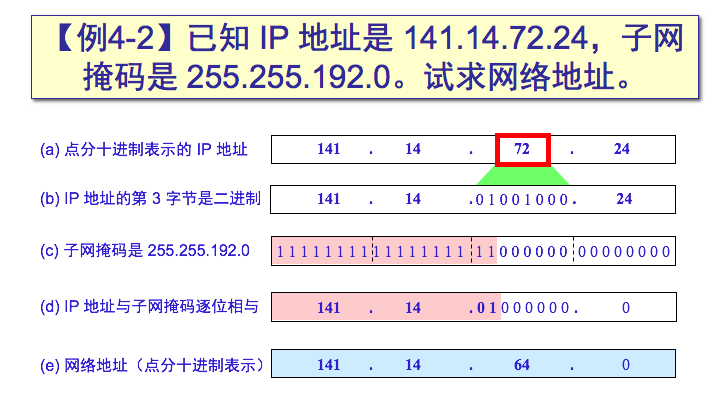 【例4-2】已知 IP 地址是 141.14.72.24，子网
掩码是 255.255.192.0。试求网络地址。
(a) 点分十进制表示的 IP 地址 141 . 14 . 72 . 24
(b) IP 地址的第 3 字节是二进制 141 . 14 .01001000. 24
(c) 子网掩码是 255.255.192.0 11111111 11111111 11000000 00000000
(d) IP 地址与子网掩码逐位相与 141 . 14 .01000000. 0
(e) 网络地址（点分十进制表示） 141 . 14 . 64 . 0